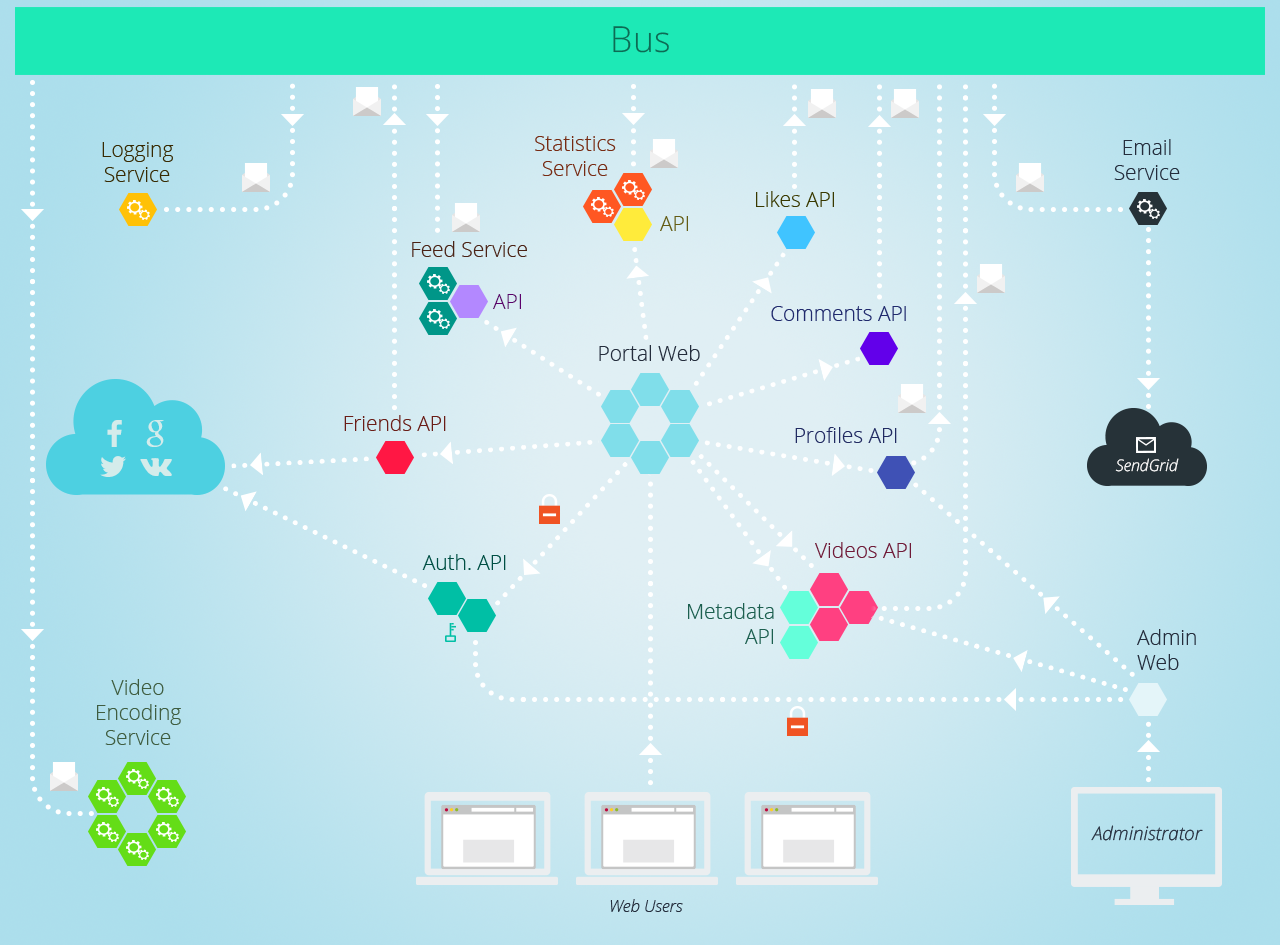 Bus
Logging
Service
Statistics
Service
API
Likes API
Email
Service
Feed Service
API
Comments API
Portal Web
Friends API
Profiles API
f g
SendGrid
Auth. API
Videos API
Metadata
API
Admin
Web
Video
Encoding
Service
Administrator
Web Users